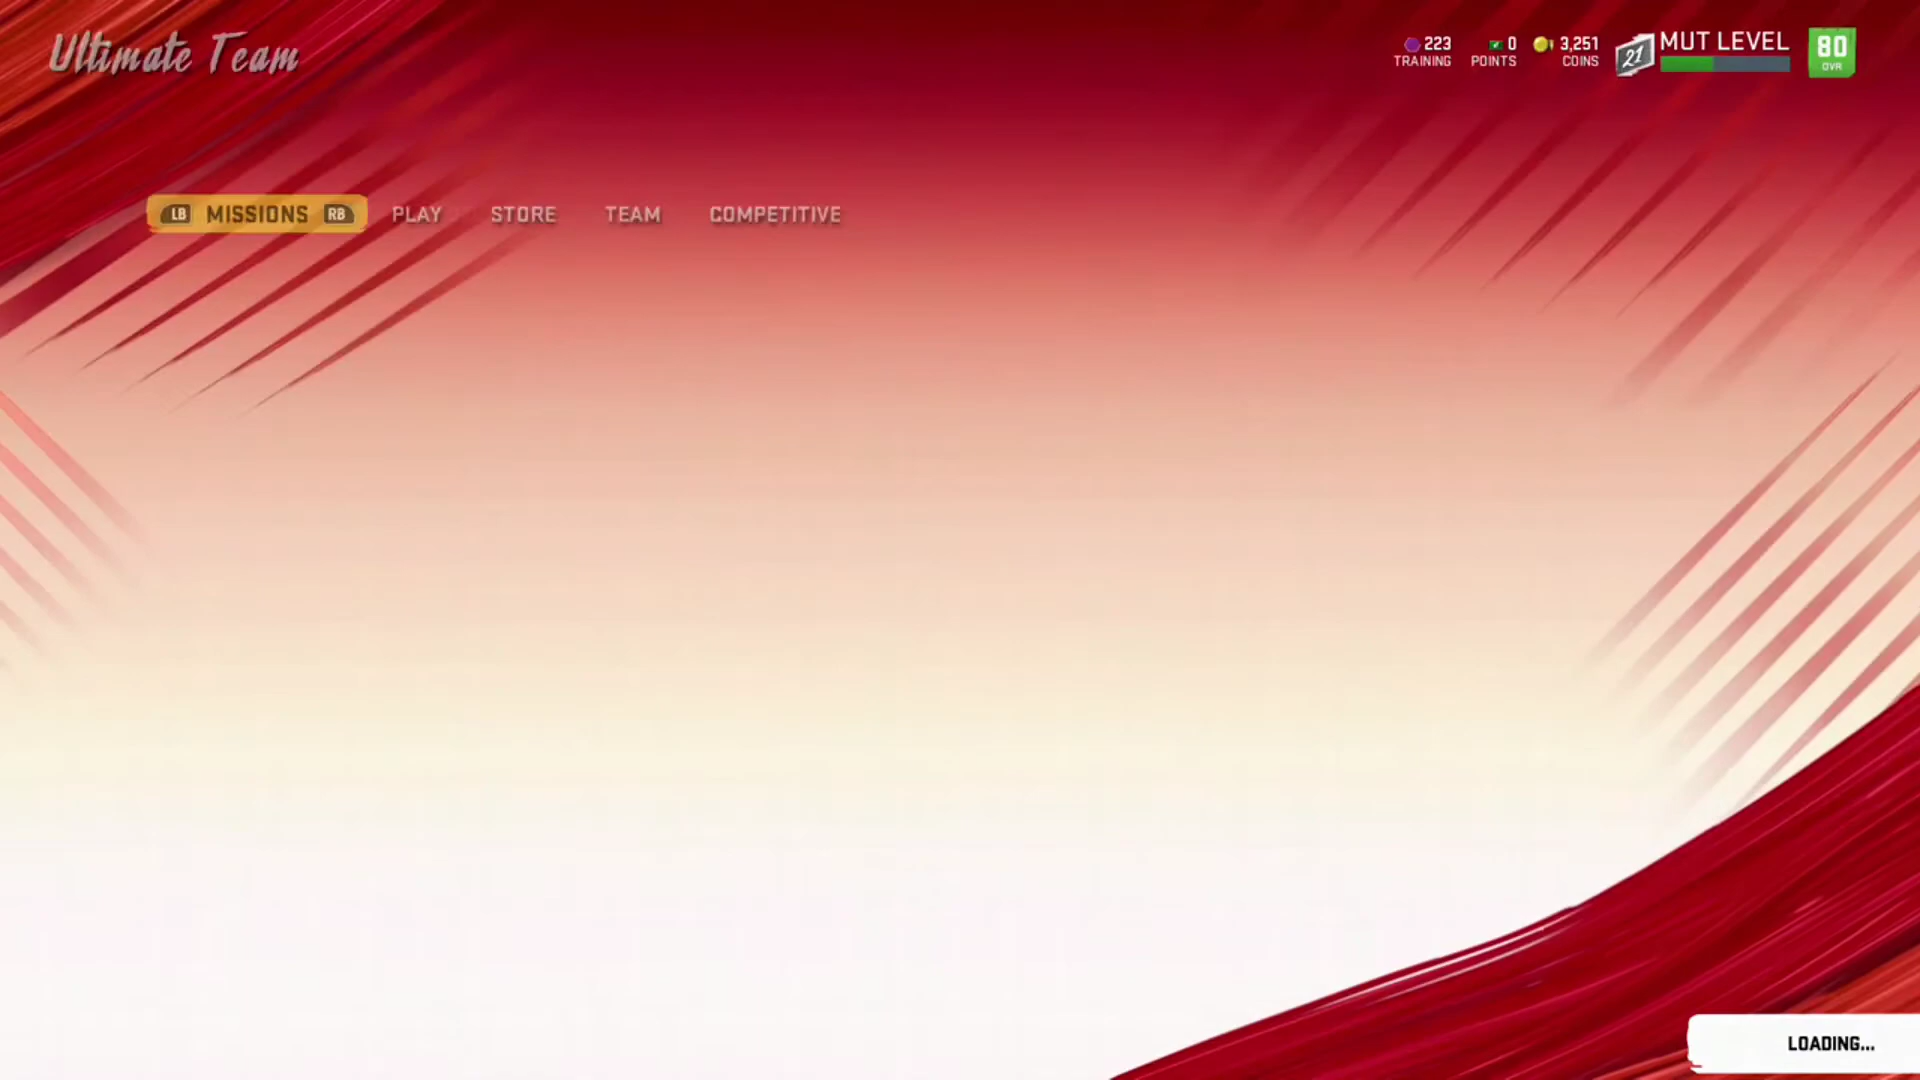 Ultimate Team
223
TRAINING
0
POINTS
3,251
COINS
21
MUT LEVEL
80
OVR
LB MISSIONS RB PLAY STORE TEAM COMPETITIVE
LOADING...